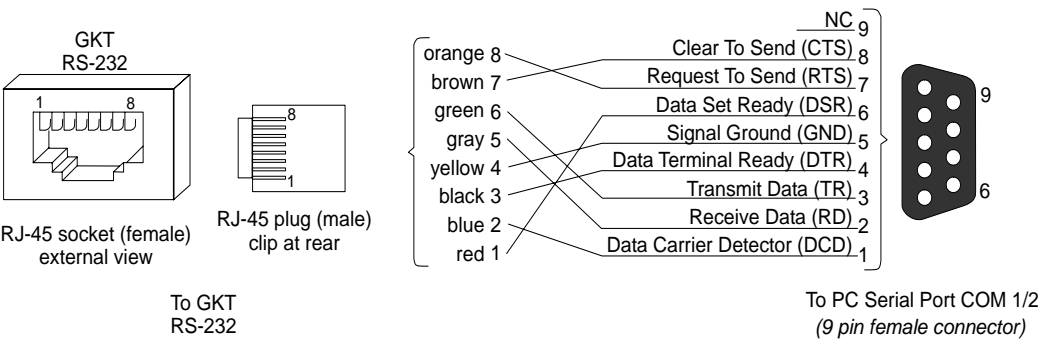 GKT
RS-232
1 8
RJ-45 socket (female)
external view
8
1
RJ-45 plug (male)
clip at rear
To GKT
RS-232
orange 8
brown 7
green 6
gray 5
yellow 4
black 3
blue 2
red 1
NC 9
Clear To Send (CTS) 8
Request To Send (RTS) 7
Data Set Ready (DSR) 6
Signal Ground (GND) 5
Data Terminal Ready (DTR) 4
Transmit Data (TR) 3
Receive Data (RD) 2
Data Carrier Detector (DCD) 1
9
6
To PC Serial Port COM 1/2
(9 pin female connector)